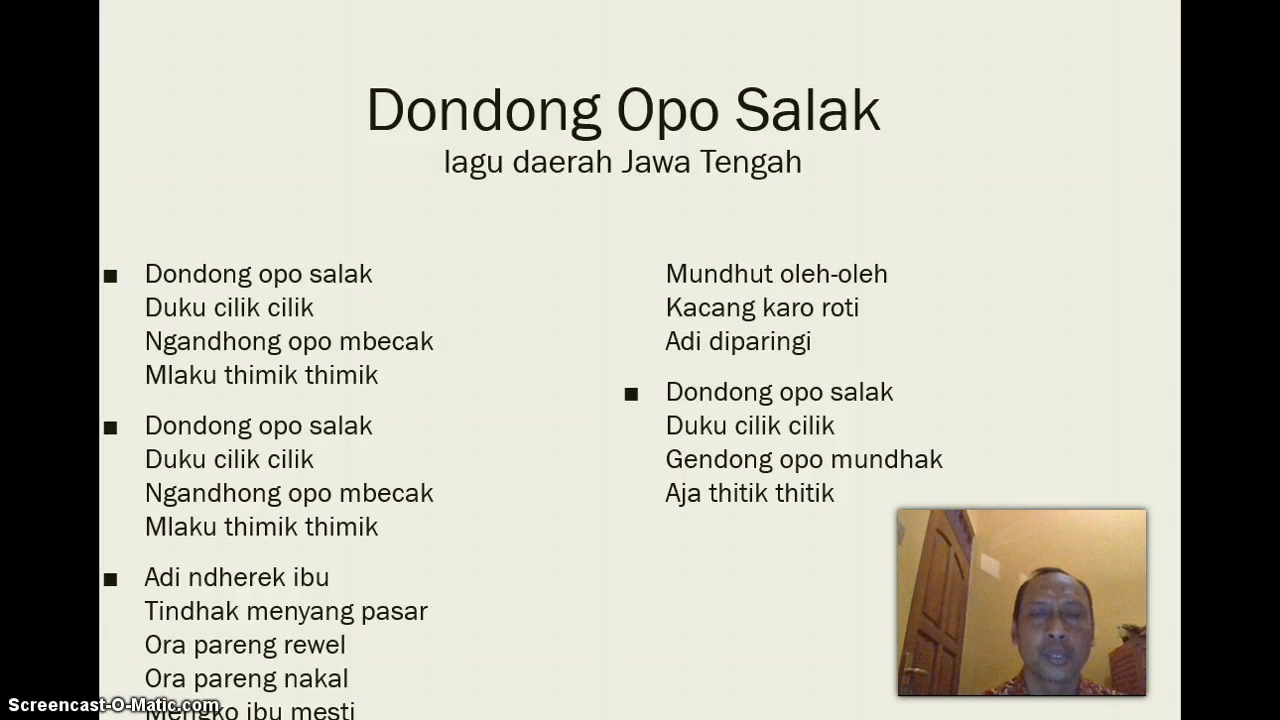 Dondong Opo Salak
lagu daerah Jawa Tengah
Dondong opo salak
Duku cilik cilik
Ngandhong opo mbecak
Mlaku thimik thimik
Dondong opo salak
Duku cilik cilik
Ngandhong opo mbecak
Mlaku thimik thimik
Adi ndherek ibu
Tindhak menyang pasar
Ora pareng rewel
Ora pareng nakal
Mengko ibu mesti
Mundhut oleh-oleh
Kacang karo roti
Adi diparingi
Dondong opo salak
Duku cilik cilik
Gendong opo mundhak
Aja thitik thitik
Screencast-O-Matic.com